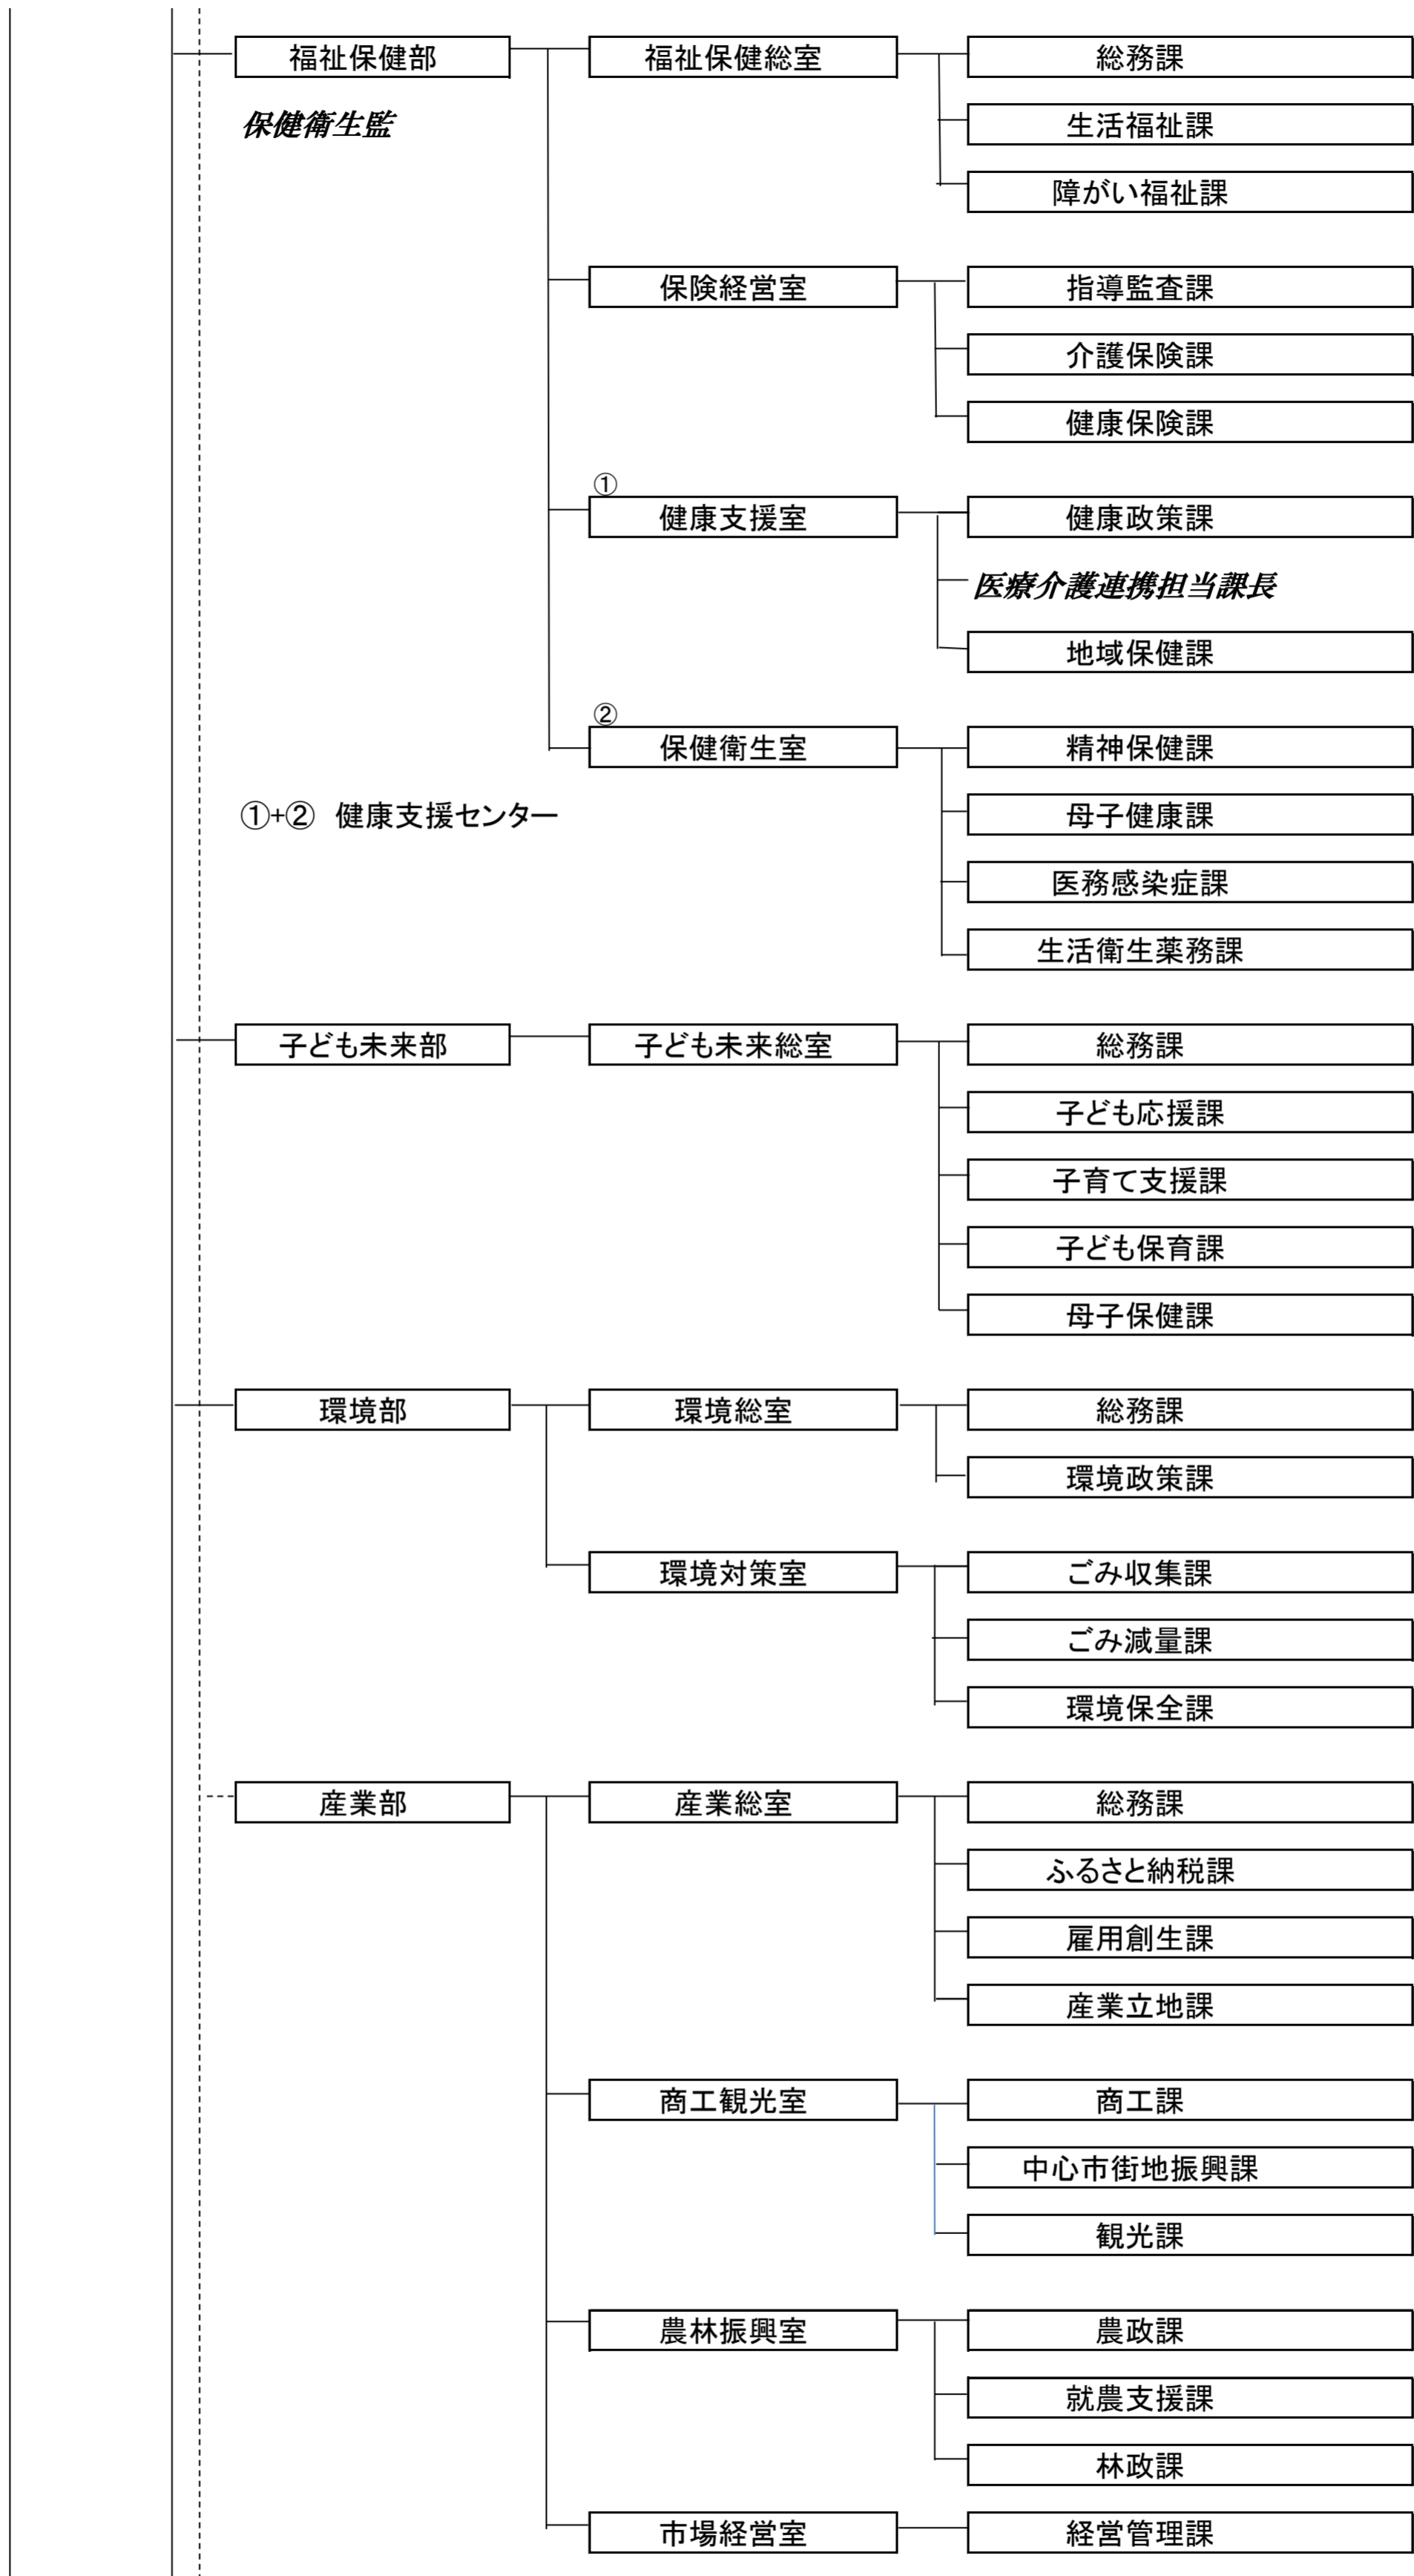 福祉保健部 福祉保健総室 総務課
保健衛生監 生活福祉課
障がい福祉課
保険経営室 指導監査課
介護保険課
健康保険課
①
健康支援室 健康政策課
医療介護連携担当課長
地域保健課
②
保健衛生室 精神保健課
①+② 健康支援センター 母子健康課
医務感染症課
生活衛生薬務課
子ども未来部 子ども未来総室 総務課
子ども応援課
子育て支援課
子ども保育課
母子保健課
環境部 環境総室 総務課
環境政策課
環境対策室 ごみ収集課
ごみ減量課
環境保全課
産業部 産業総室 総務課
ふるさと納税課
雇用創生課
産業立地課
商工観光室 商工課
中心市街地振興課
観光課
農林振興室 農政課
就農支援課
林政課
市場経営室 経営管理課